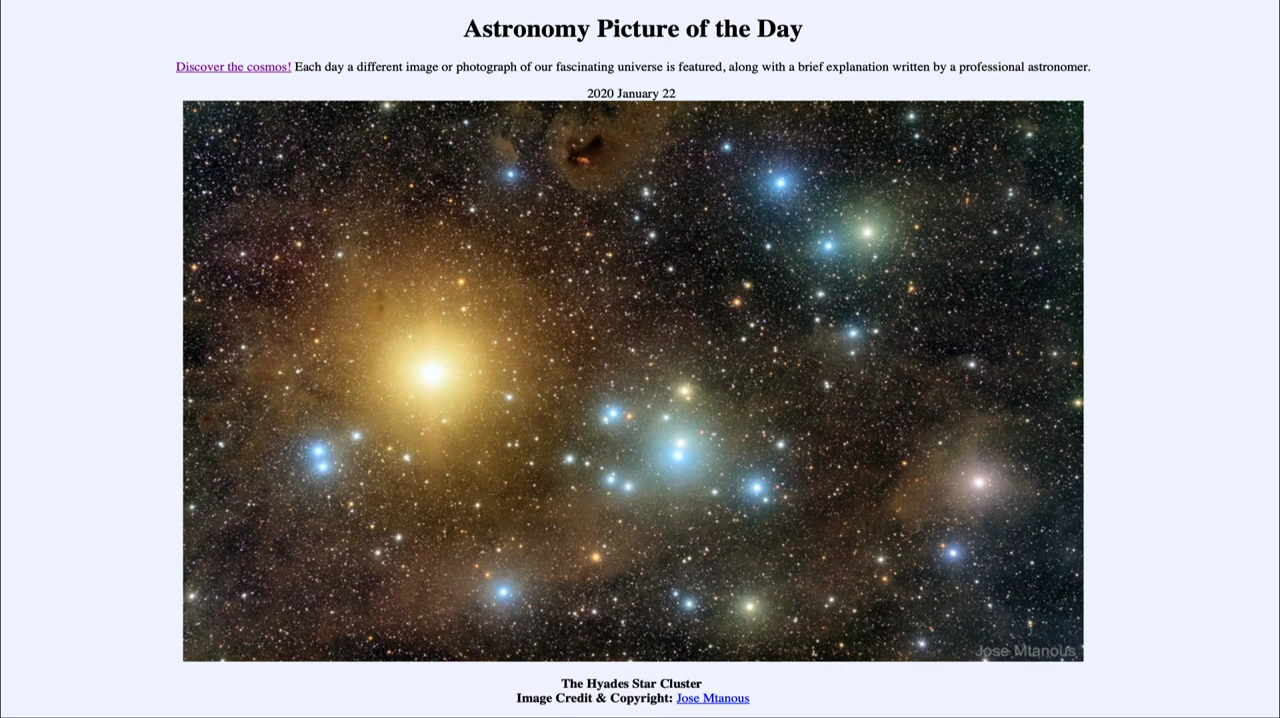 Astronomy Picture of the Day
Discover the cosmos! Each day a different image or photograph of our fascinating universe is featured, along with a brief explanation written by a professional astronomer.
2020 January 22
Jose Mtanous
The Hyades Star Cluster
Image Credit & Copyright: Jose Mtanous